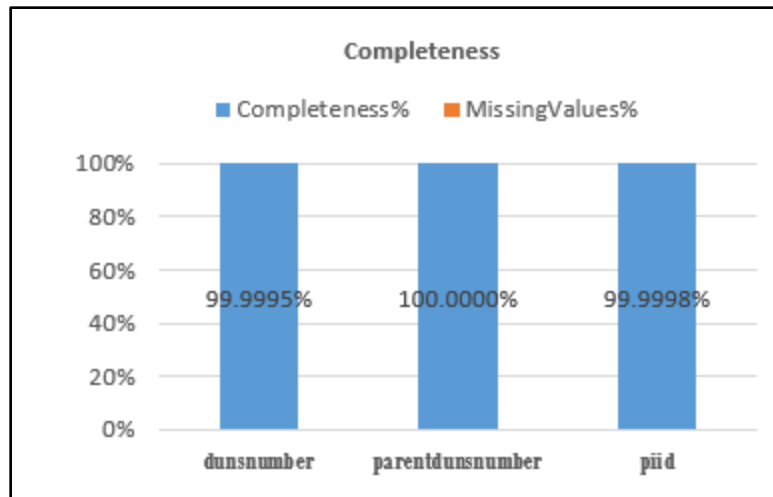 Completeness
Completeness% MissingValues%
100%
80%
60%
99.9995% 100.0000% 99.9998%
40%
20%
0%
dunsnumber parentdunsnumber piid